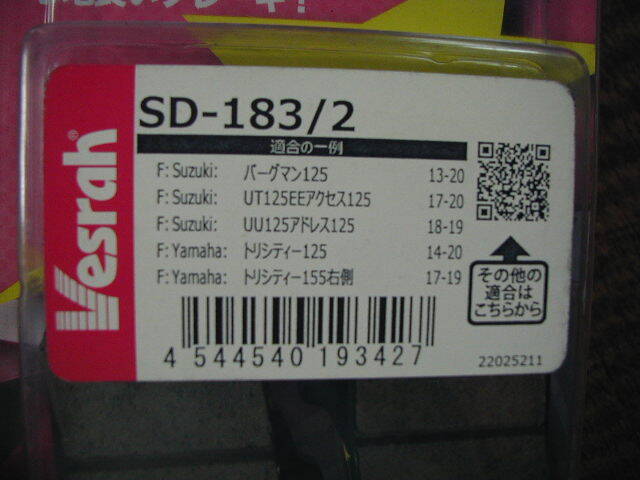 Vesrah®
SD-183/2
適合の一例
F: Suzuki: バーグマン125 13-20
F: Suzuki: UT125EEアクセス125 17-20
F: Suzuki: UU125アドレス125 18-19
F: Yamaha: トリシティー125 14-20
F: Yamaha: トリシティー155右側 17-19
その他の
適合は
こちらから
4 544540 193427
22025211